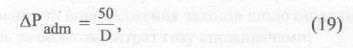 ΔP_adm = 50/D, (19)